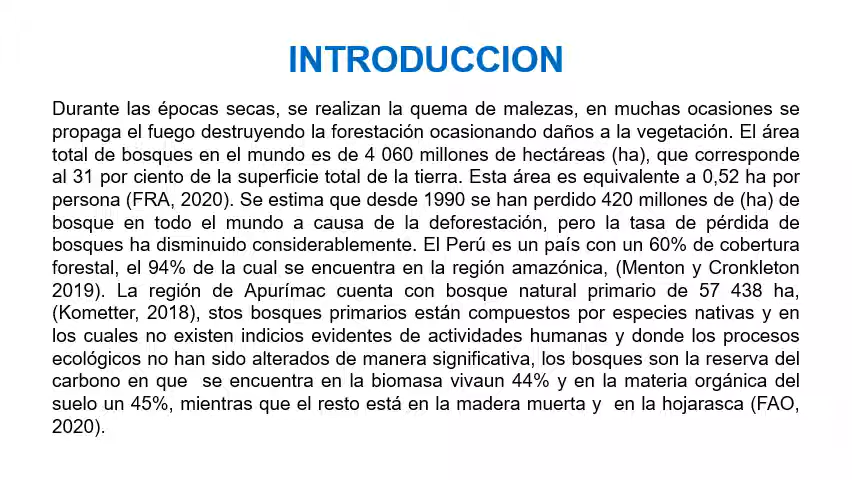 INTRODUCCION
Durante las épocas secas, se realizan la quema de malezas, en muchas ocasiones se
propaga el fuego destruyendo la forestación ocasionando daños a la vegetación. El área
total de bosques en el mundo es de 4 060 millones de hectáreas (ha), que corresponde
al 31 por ciento de la superficie total de la tierra. Esta área es equivalente a 0,52 ha por
persona (FRA, 2020). Se estima que desde 1990 se han perdido 420 millones de (ha) de
bosque en todo el mundo a causa de la deforestación, pero la tasa de pérdida de
bosques ha disminuido considerablemente. El Perú es un país con un 60% de cobertura
forestal, el 94% de la cual se encuentra en la región amazónica, (Menton y Cronkleton
2019). La región de Apurímac cuenta con bosque natural primario de 57 438 ha,
(Kometter, 2018), stos bosques primarios están compuestos por especies nativas y en
los cuales no existen indicios evidentes de actividades humanas y donde los procesos
ecológicos no han sido alterados de manera significativa, los bosques son la reserva del
carbono en que  se encuentra en la biomasa vivaun 44% y en la materia orgánica del
suelo un 45%, mientras que el resto está en la madera muerta y  en la hojarasca (FAO,
2020).